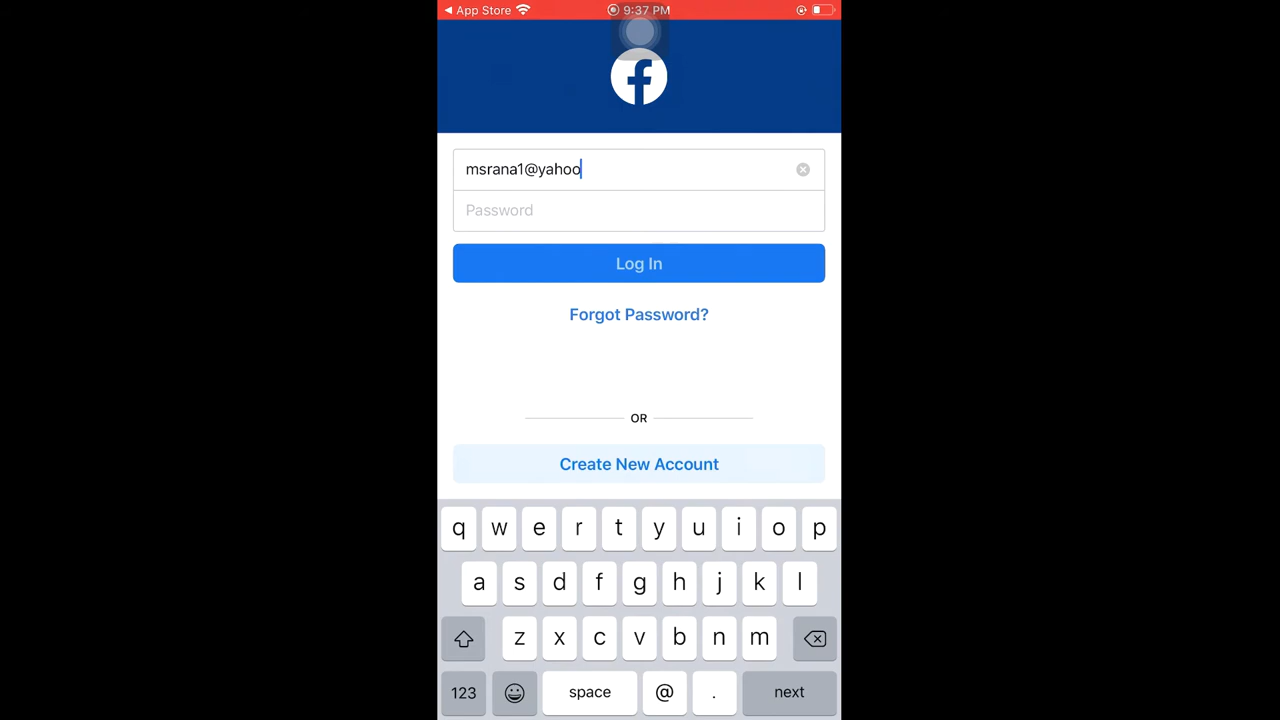 ◀ App Store 9:37 PM
f
msrana1@yahoo
Password
Log In
Forgot Password?
OR
Create New Account
q w e r t y u i o p
a s d f g h j k l
z x c v b n m
123 space @ . next